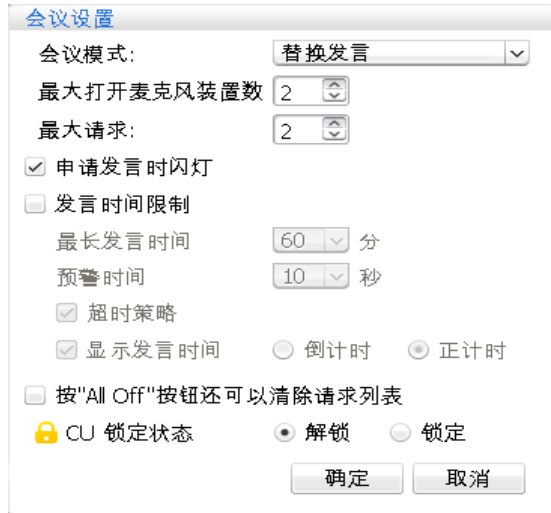 会议设置
会议模式: 替换发言
最大打开麦克风装置数 2
最大请求: 2
申请发言时闪灯
发言时间限制
最长发言时间 60 分
预警时间 10 秒
超时策略
显示发言时间 倒计时 正计时
按"All Off"按钮还可以清除请求列表
CU 锁定状态 解锁 锁定
确定 取消